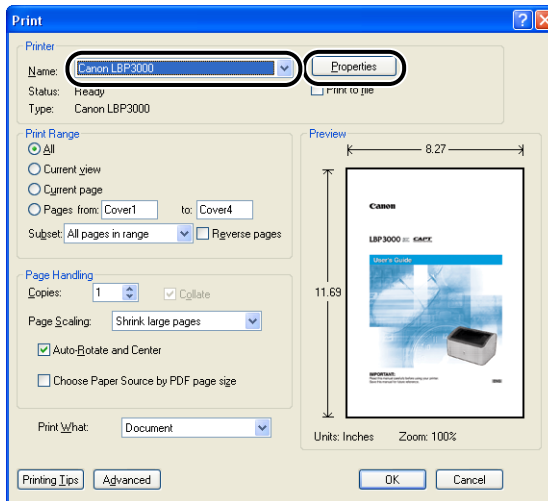 Print
Printer
Name: Canon LBP3000 Properties
Status: Ready Print to file
Type: Canon LBP3000
Print Range
All
Current view
Current page
Pages from: Cover1 to: Cover4
Subset: All pages in range Reverse pages
Page Handling
Copies: 1 Collate
Page Scaling: Shrink large pages
Auto-Rotate and Center
Choose Paper Source by PDF page size
Print What: Document
Preview
8.27
11.69
Canon
LBP3000 CAPT
User's Guide
IMPORTANT:
Units: Inches Zoom: 100%
Printing Tips Advanced OK Cancel